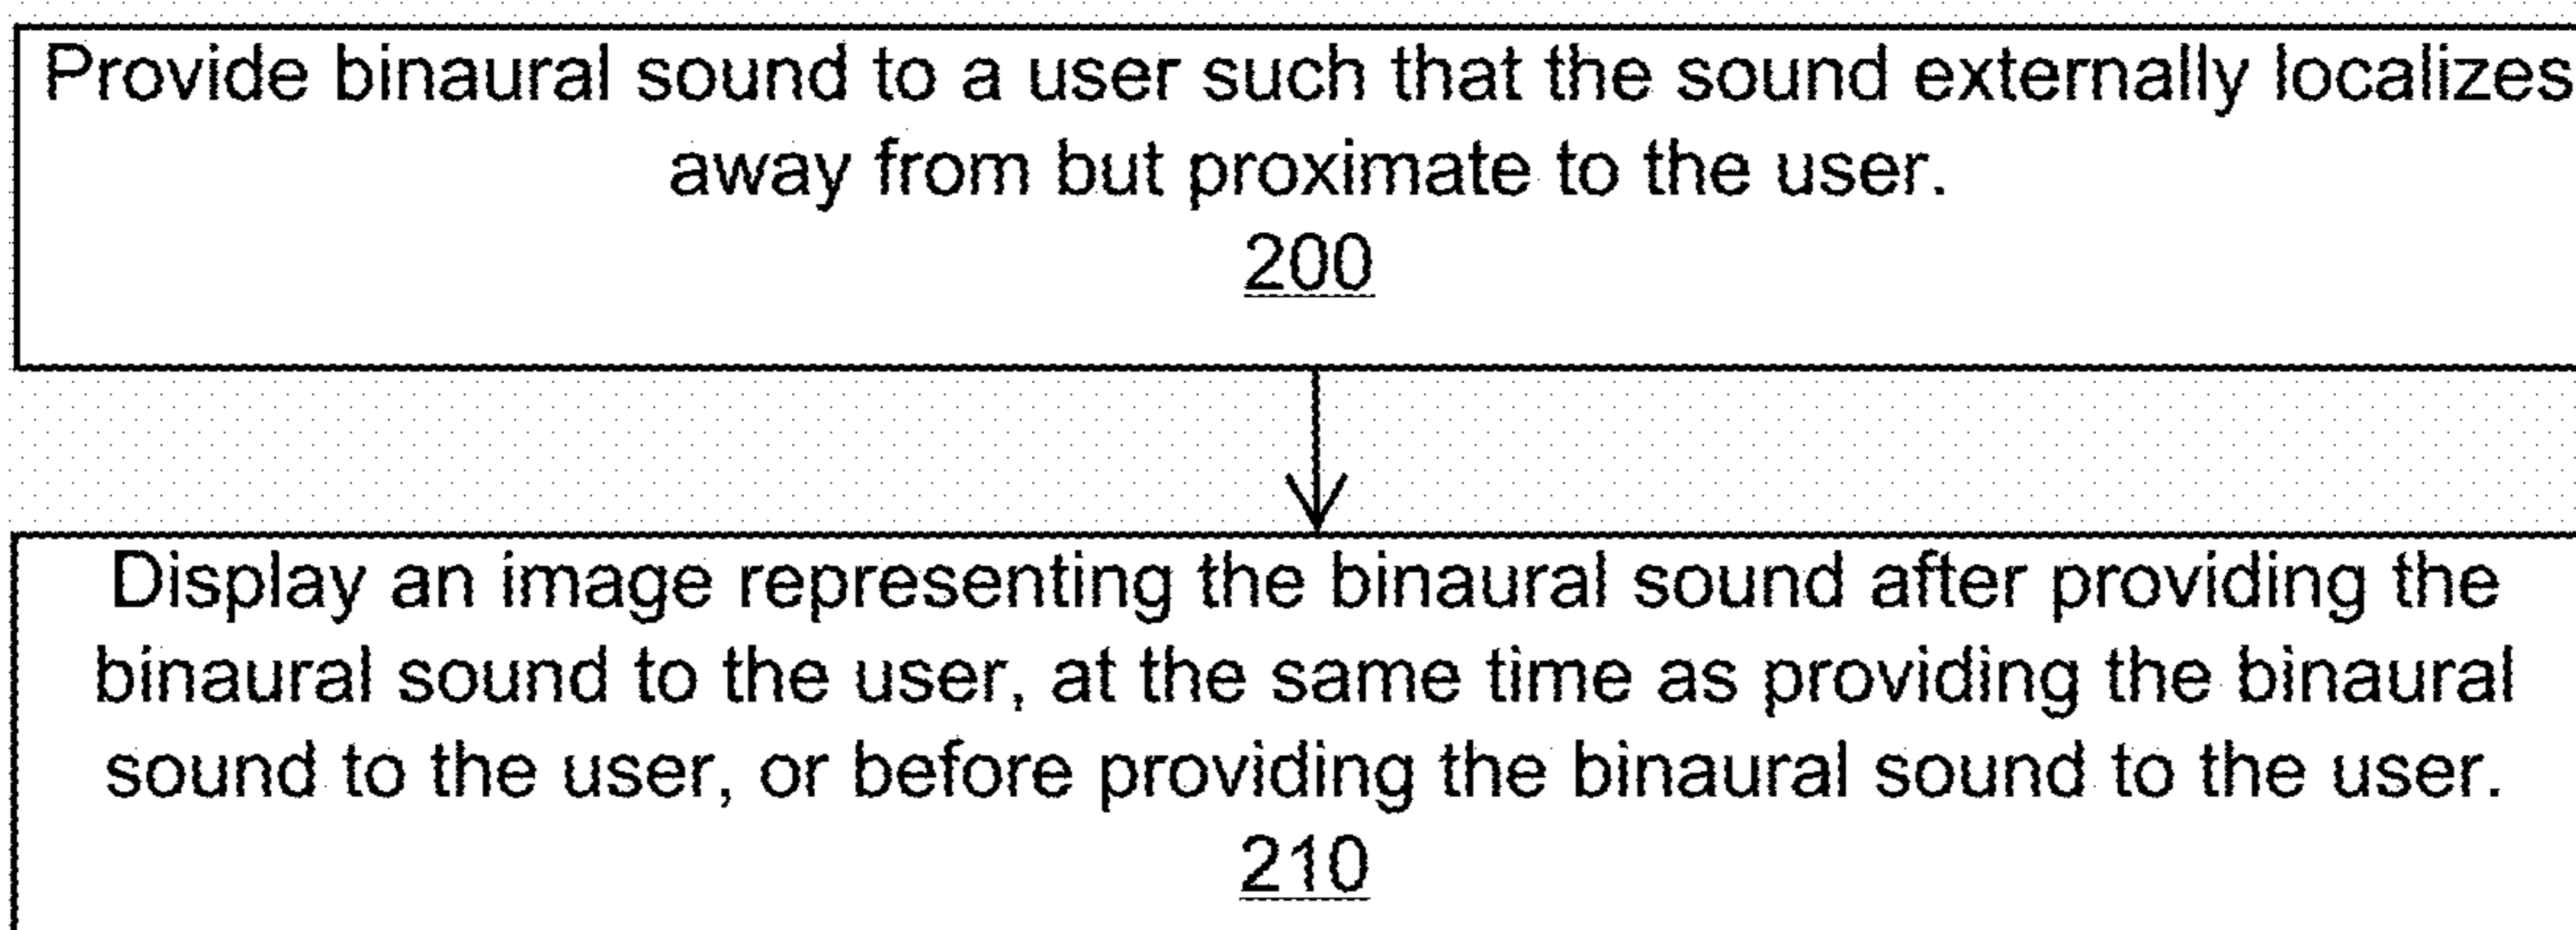 Provide binaural sound to a user such that the sound externally localizes
away from but proximate to the user.
200
Display an image representing the binaural sound after providing the
binaural sound to the user, at the same time as providing the binaural
sound to the user, or before providing the binaural sound to the user.
210